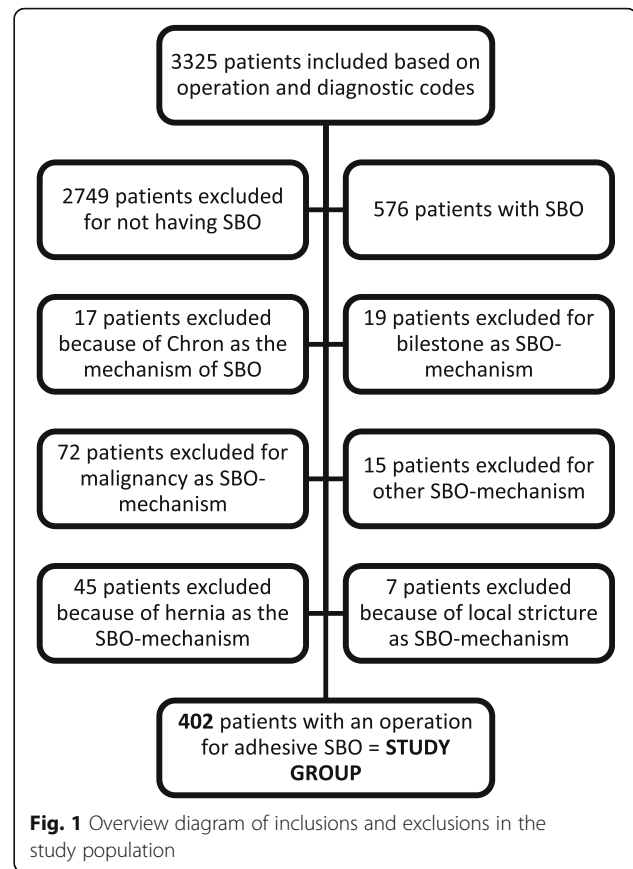 3325 patients included based on
operation and diagnostic codes
2749 patients excluded
for not having SBO
576 patients with SBO
17 patients excluded
because of Chron as the
mechanism of SBO
19 patients excluded for
bilestone as SBO-
mechanism
72 patients excluded for
malignancy as SBO-
mechanism
15 patients excluded for
other SBO-mechanism
45 patients excluded
because of hernia as the
SBO-mechanism
7 patients excluded
because of local stricture
as SBO-mechanism
402 patients with an operation
for adhesive SBO = STUDY
GROUP
Fig. 1 Overview diagram of inclusions and exclusions in the
study population